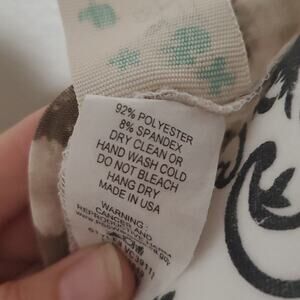 92% POLYESTER
8% SPANDEX
DRY CLEAN OR
HAND WASH COLD
DO NOT BLEACH
HANG DRY
MADE IN USA
WARNING:
REPRODUCTIVE